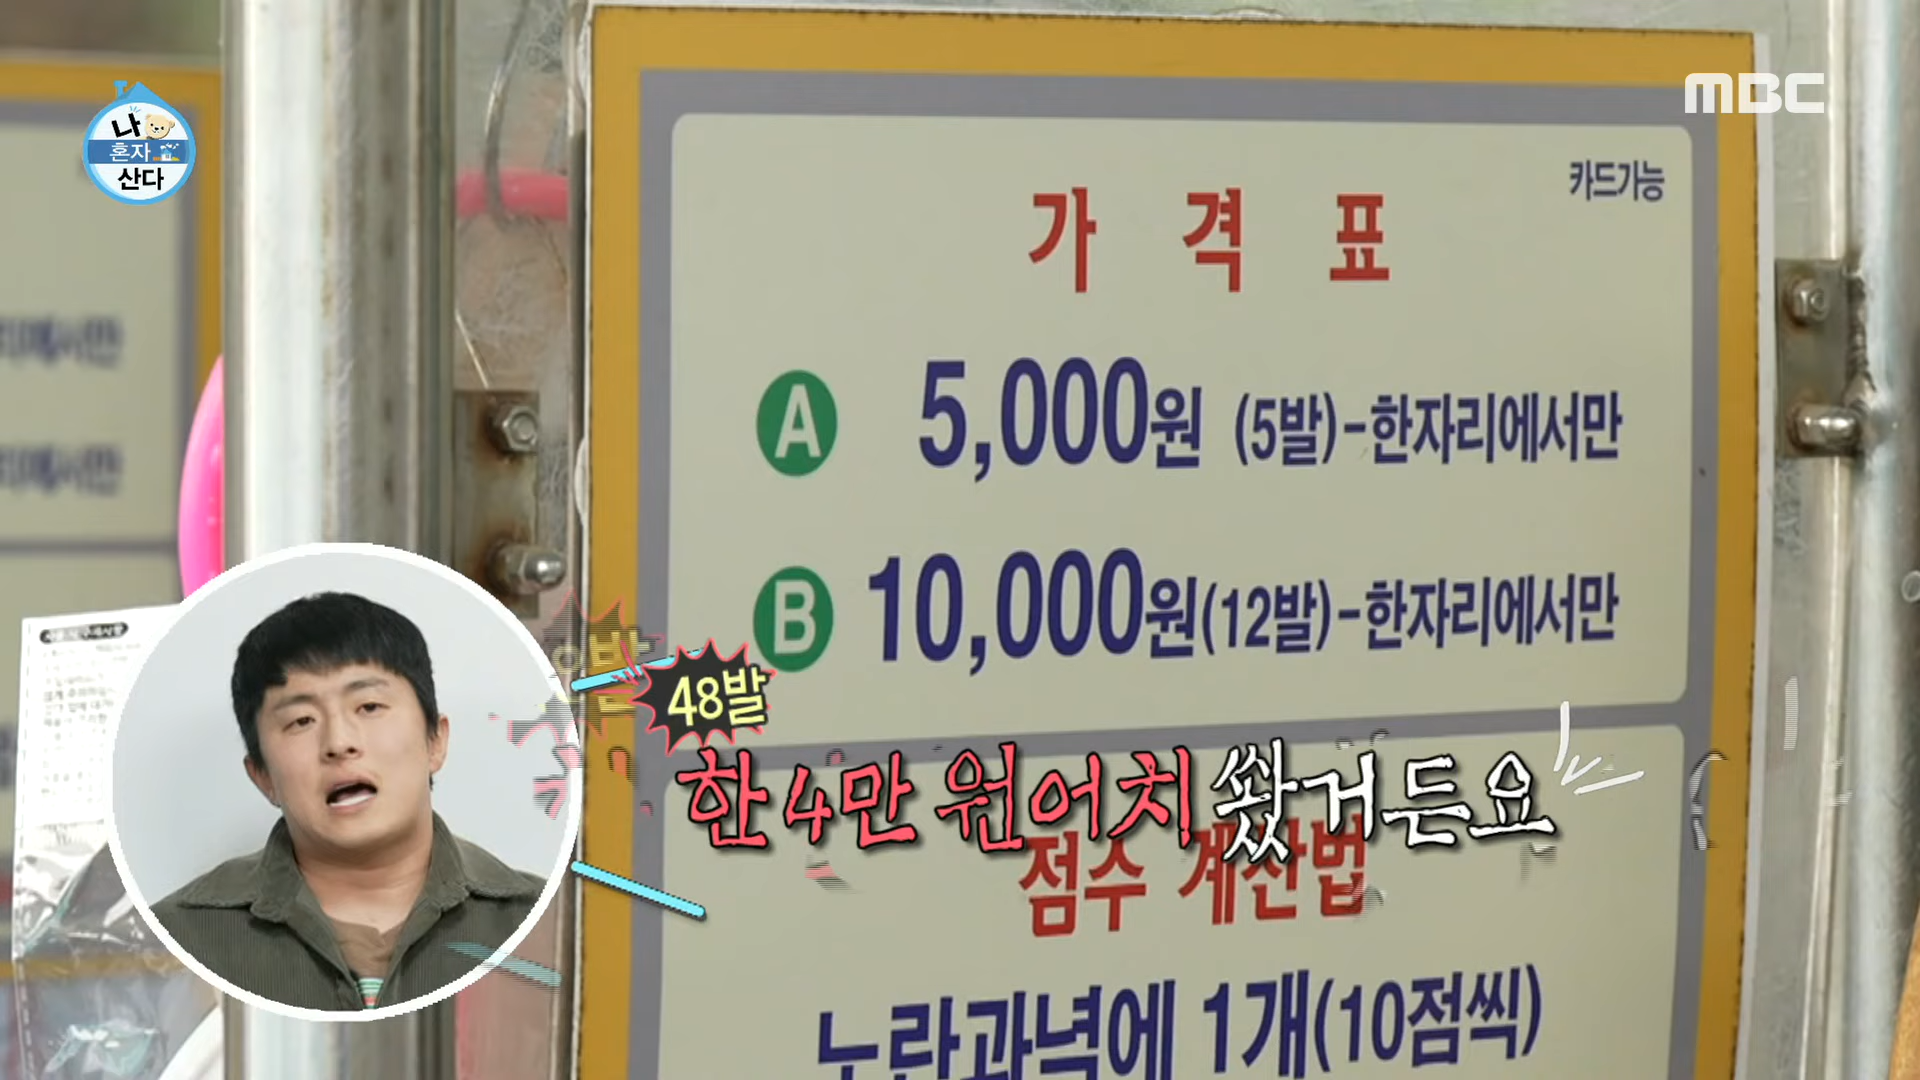 나
혼자
산다
MBC
카드가능
가 격 표
A 5,000원 (5발)-한자리에서만
B 10,000원(12발)-한자리에서만
48발
한 4만 원어치 쐈거든요
점수 계산법
노란과녁에 1개(10점씩)